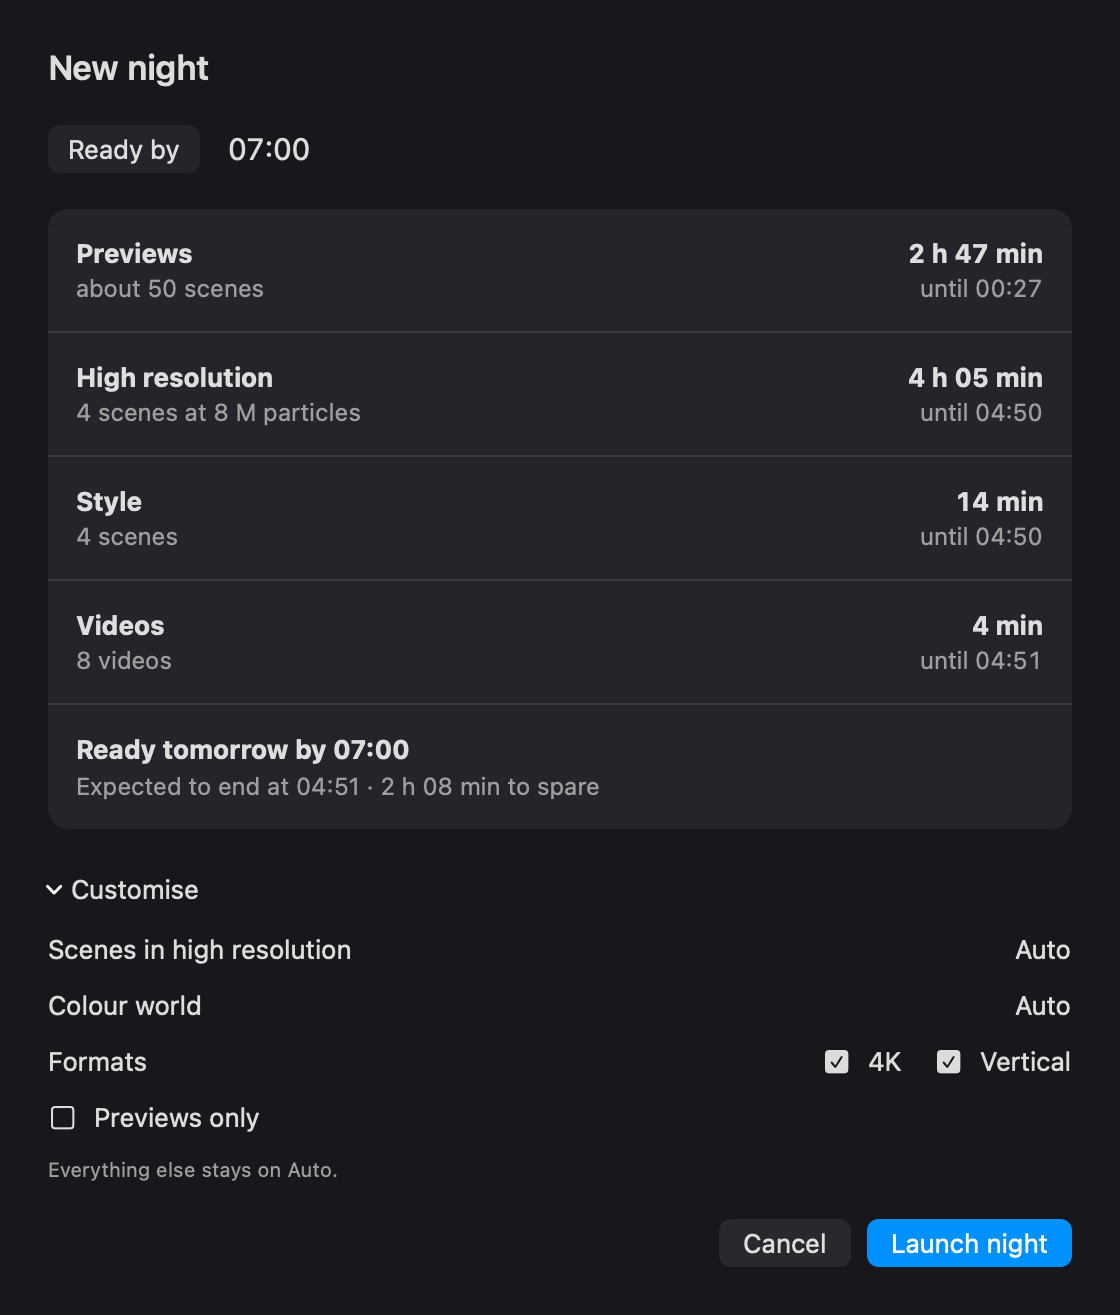 New night
Ready by 07:00
Previews 2 h 47 min
about 50 scenes until 00:27
High resolution 4 h 05 min
4 scenes at 8 M particles until 04:50
Style 14 min
4 scenes until 04:50
Videos 4 min
8 videos until 04:51
Ready tomorrow by 07:00
Expected to end at 04:51 · 2 h 08 min to spare
Customise
Scenes in high resolution Auto
Colour world Auto
Formats 4K Vertical
Previews only
Everything else stays on Auto.
Cancel Launch night